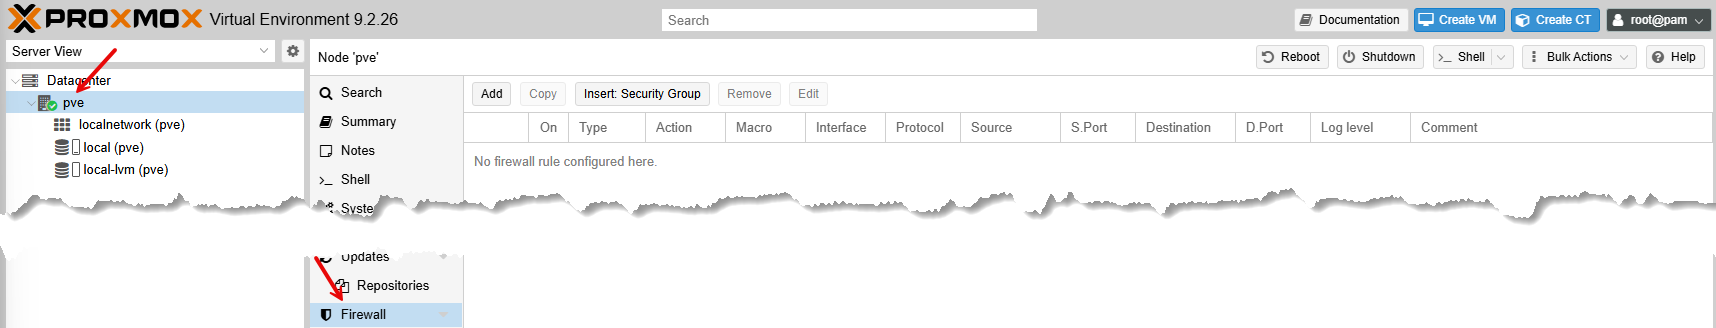 PROXMOX Virtual Environment 9.2.26
Search
Documentation
Create VM
Create CT
root@pam
Server View
Datacenter
pve
localnetwork (pve)
local (pve)
local-lvm (pve)
Node 'pve'
Reboot
Shutdown
Shell
Bulk Actions
Help
Search
Summary
Notes
Shell
Updates
Repositories
Firewall
Add
Copy
Insert: Security Group
Remove
Edit
On Type Action Macro Interface Protocol Source S.Port Destination D.Port Log level Comment
No firewall rule configured here.